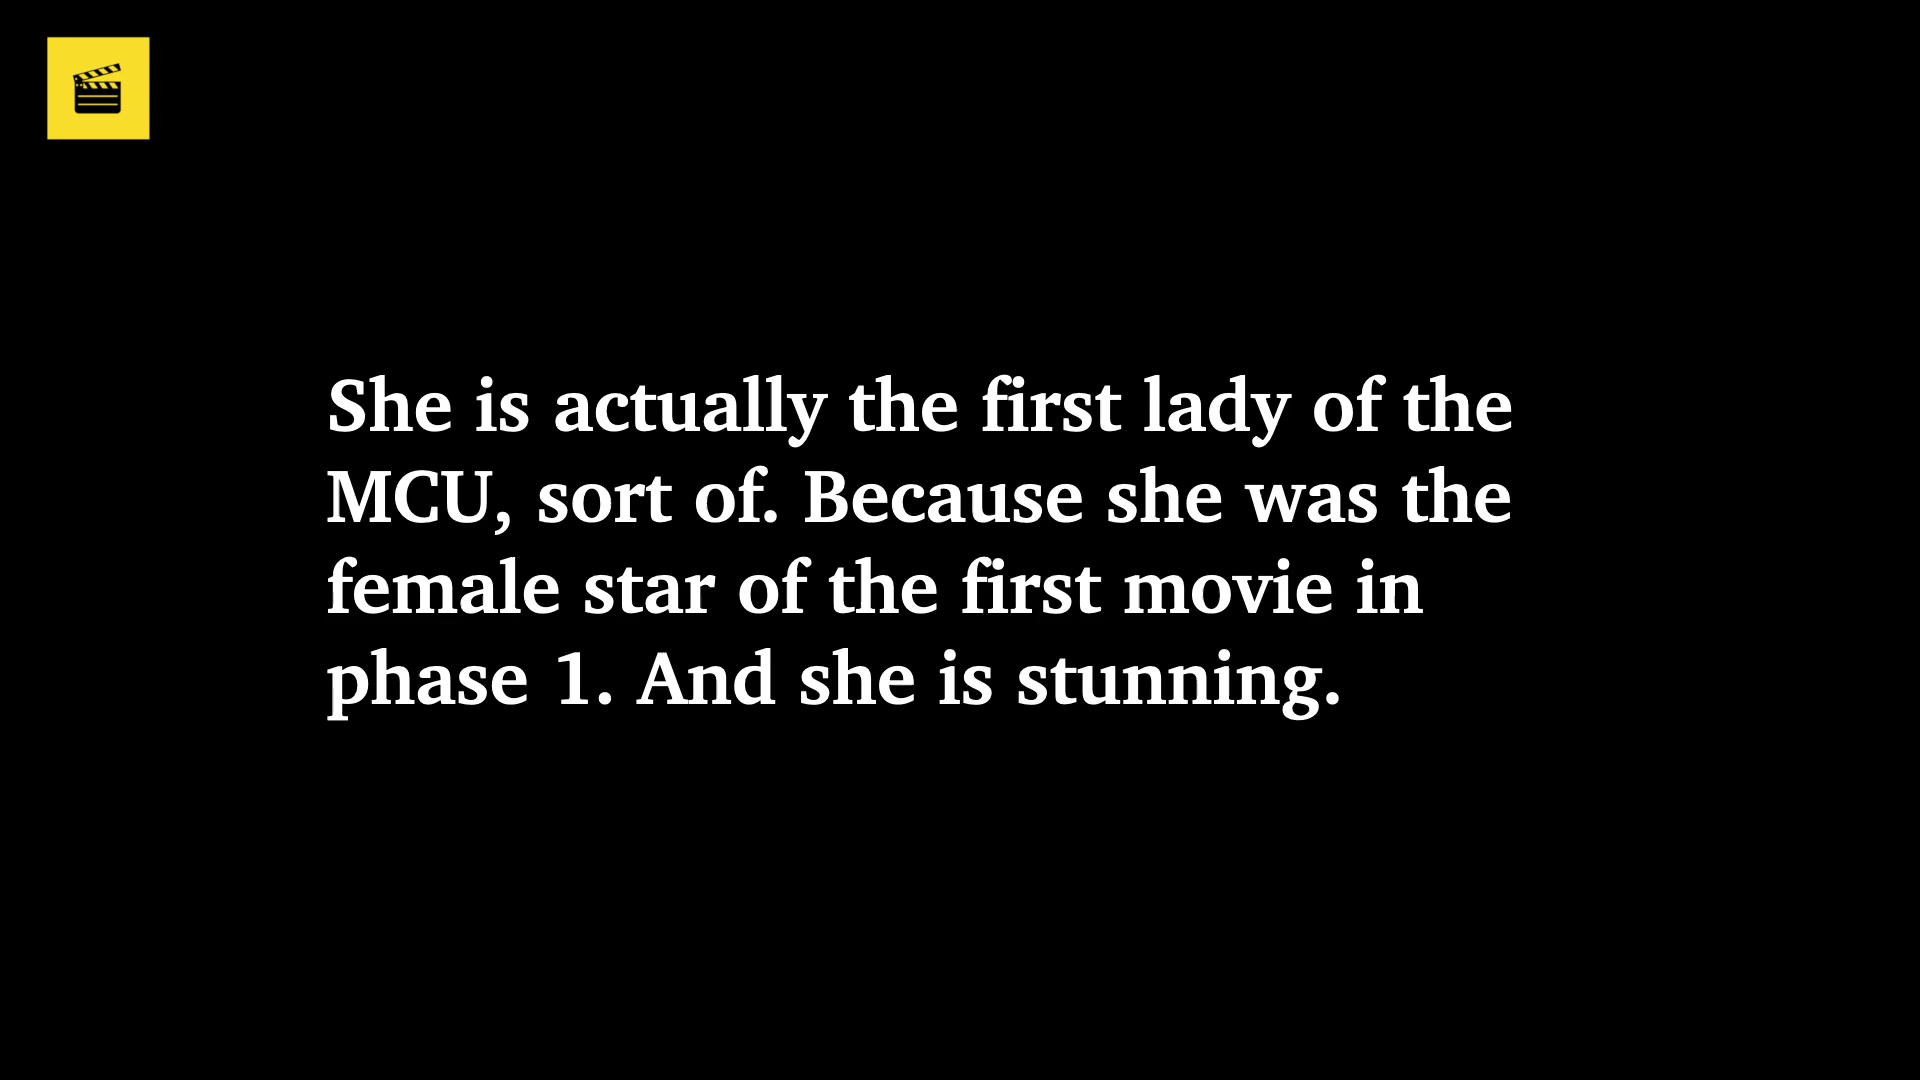 She is actually the first lady of the
MCU, sort of. Because she was the
female star of the first movie in
phase 1. And she is stunning.